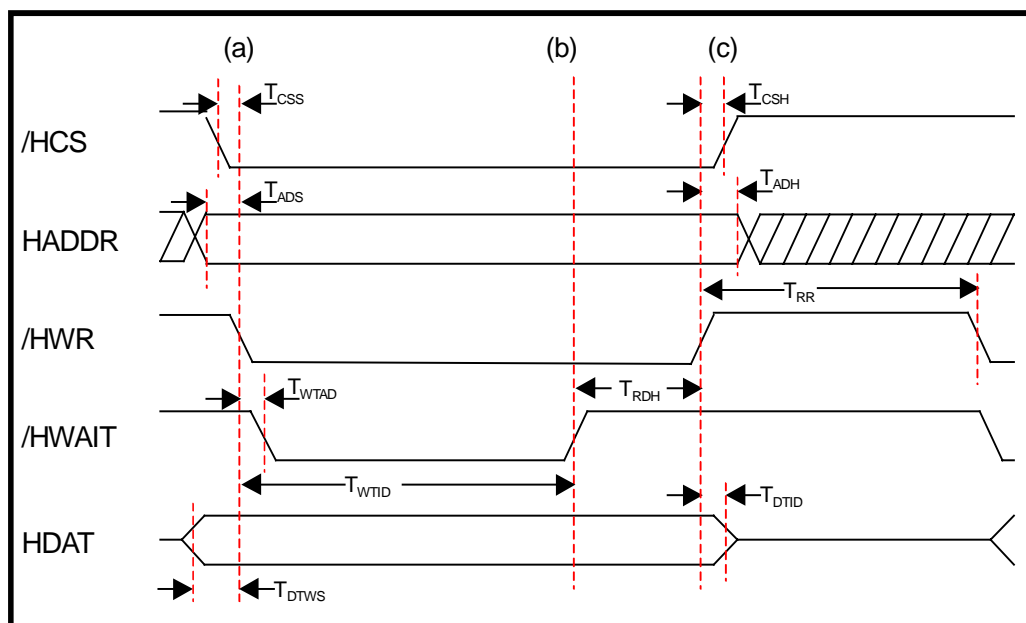 (a) (b) (c)
TCSS TCSH
/HCS
TADS TADH
HADDR
TRR
/HWR
TWTAD TRDH
/HWAIT
TWTID TDTID
HDAT
TDTWS